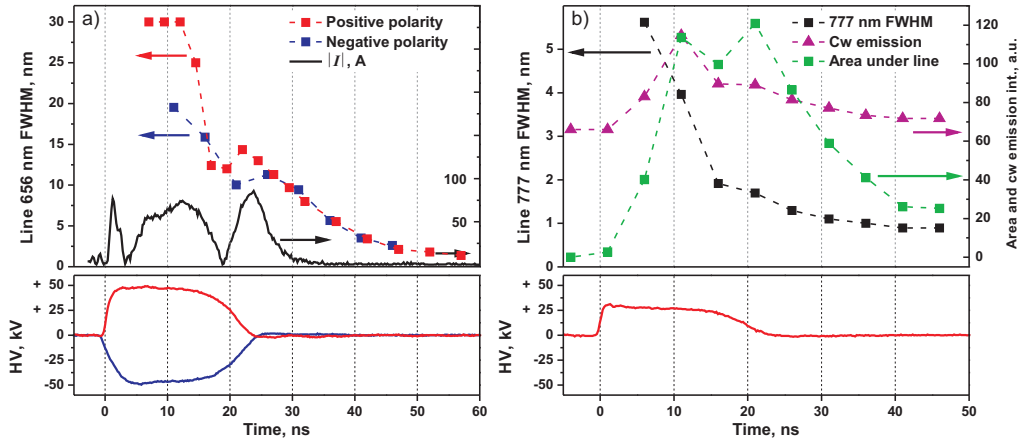 a)
Positive polarity
Negative polarity
|I|, A
Line 656 nm FWHM, nm
30
25
20
15
10
5
0
100
50
0
HV, kV
+
50
+
25
0
25
50
0 10 20 30 40 50 60
Time, ns
b)
777 nm FWHM
Cw emission
Area under line
Line 777 nm FWHM, nm
5
4
3
2
1
0
120
100
80
60
40
20
0
Area and cw emission int., a.u.
HV, kV
+
50
+
25
0
25
50
0 10 20 30 40 50
Time, ns